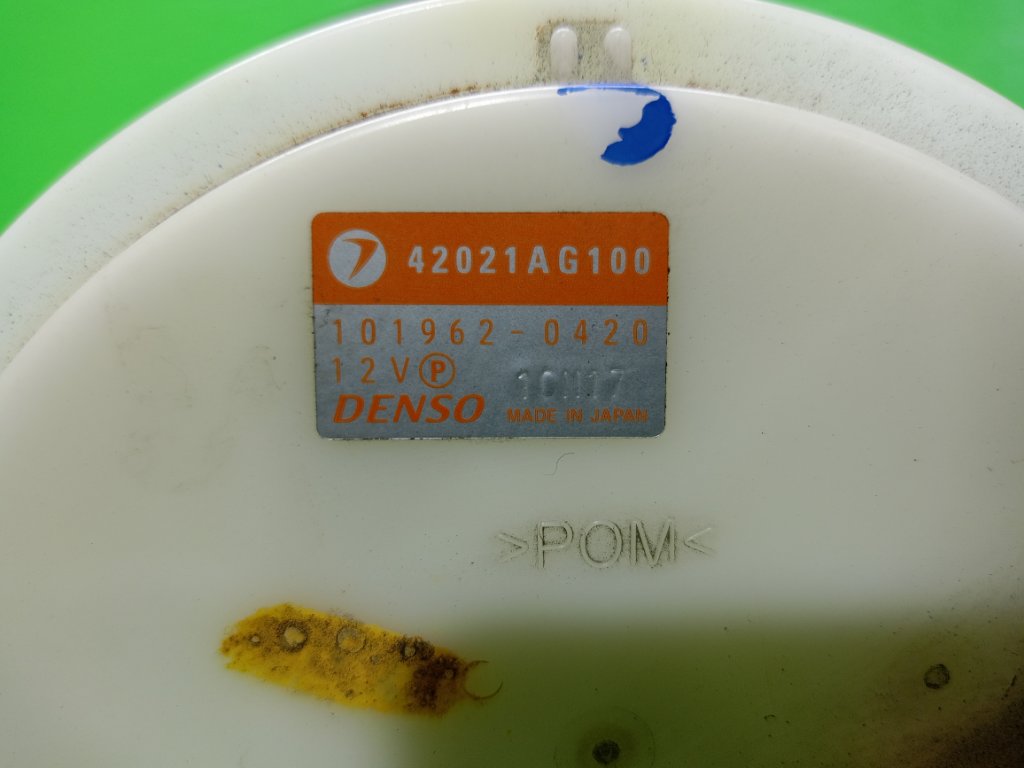 42021AG100
101962-0420
12V Ⓟ
DENSO MADE IN JAPAN
>POM<